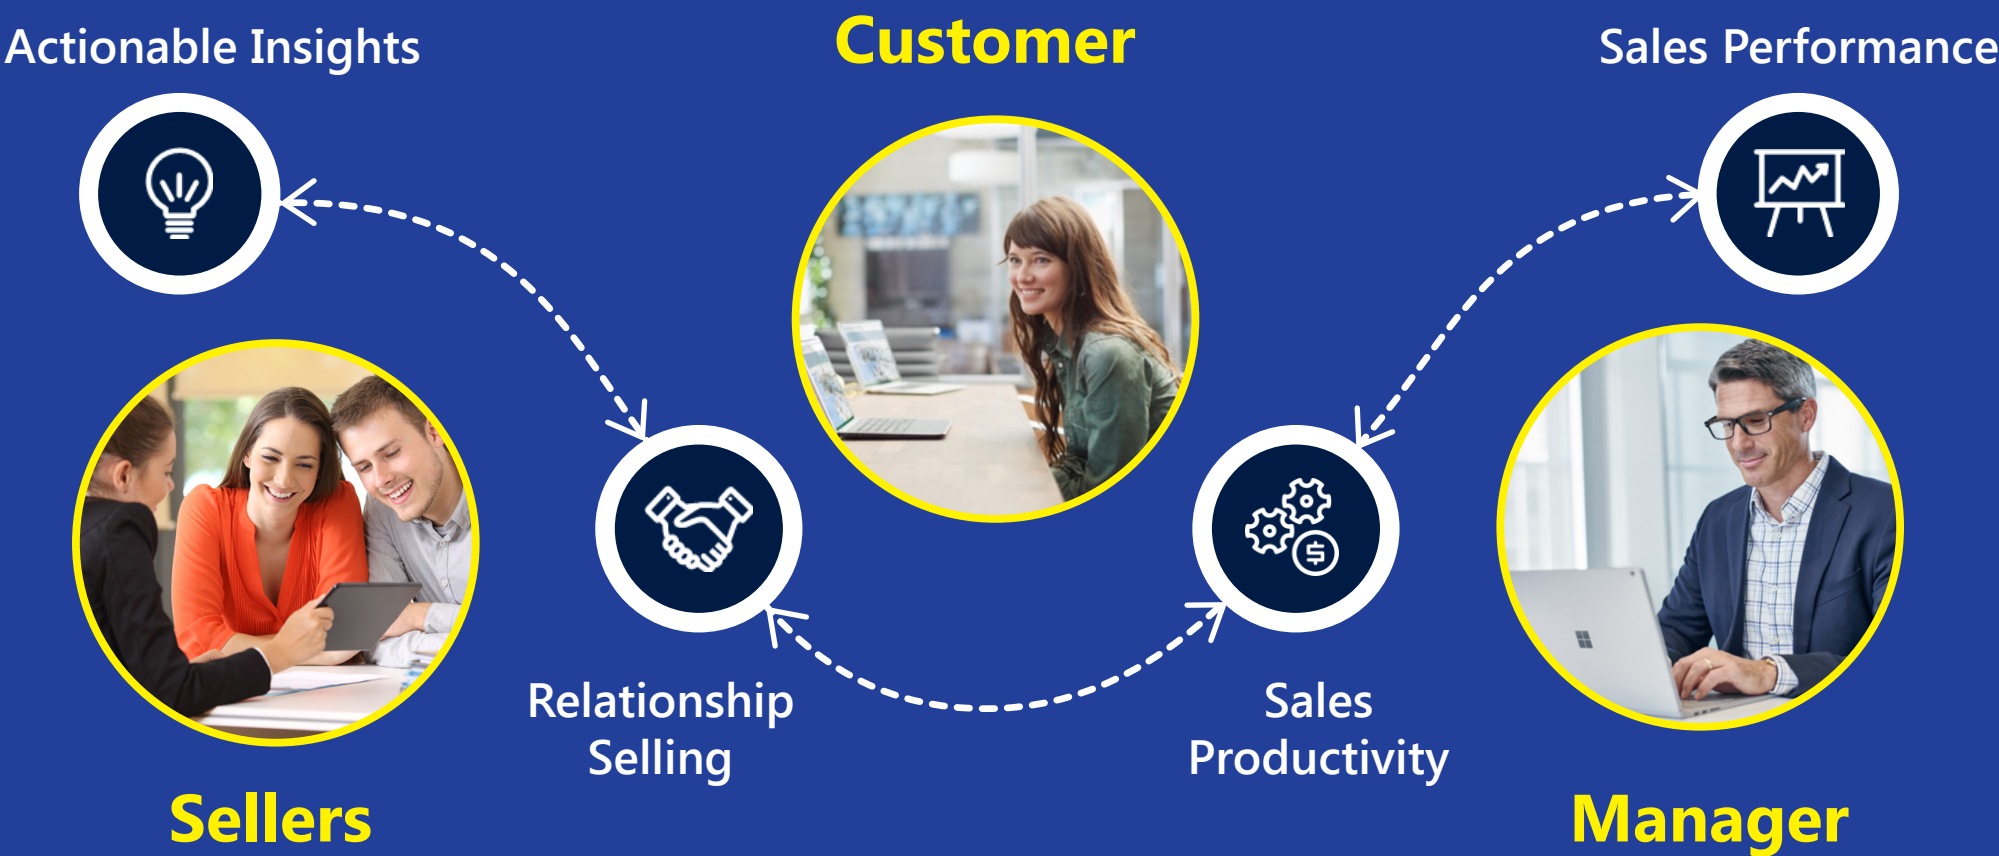 Actionable Insights
Customer
Sales Performance
Relationship
Selling
Sales
Productivity
Sellers
Manager